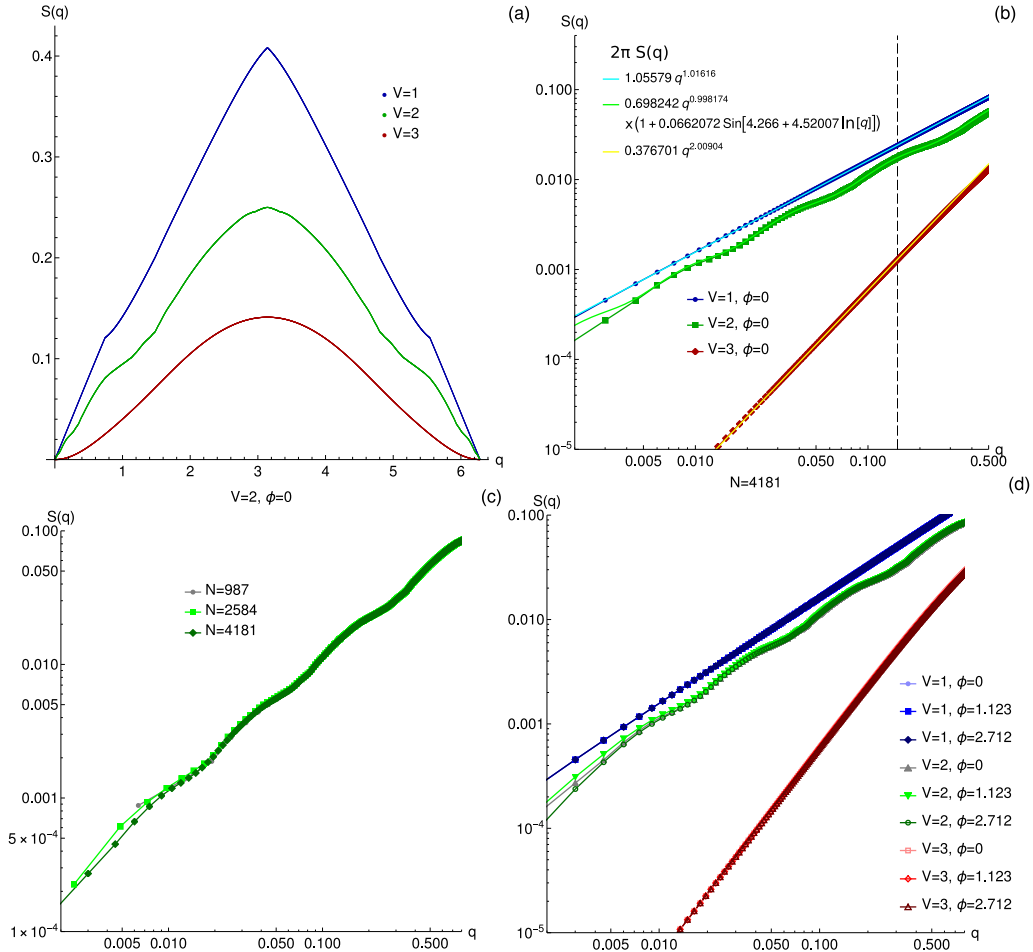 S(q)
(a)
0.4
0.2
0.1
V=1
V=2
V=3
1
2
3
4
5
6
q
S(q)
(b)
2π S(q)
1.05579 q^1.01616
0.698242 q^0.998174
x(1+0.0662072 Sin[4.266+4.52007 ln[q]])
0.376701 q^2.00904
0.100
0.010
0.001
10^-4
10^-5
V=1, ϕ=0
V=2, ϕ=0
V=3, ϕ=0
0.005
0.010
0.050
0.100
0.500
q
V=2, ϕ=0
(c)
S(q)
0.100
0.050
0.010
0.005
0.001
5×10^-4
1×10^-4
N=987
N=2584
N=4181
0.005
0.010
0.050
0.100
0.500
q
N=4181
(d)
S(q)
0.100
0.010
0.001
10^-4
10^-5
V=1, ϕ=0
V=1, ϕ=1.123
V=1, ϕ=2.712
V=2, ϕ=0
V=2, ϕ=1.123
V=2, ϕ=2.712
V=3, ϕ=0
V=3, ϕ=1.123
V=3, ϕ=2.712
0.005
0.010
0.050
0.100
0.500
q